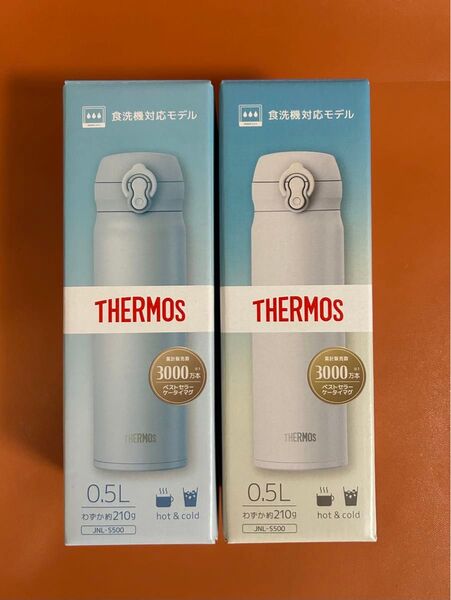 食洗機対応モデル
THERMOS
累計販売数
3000万本※1
ベストセラー
ケータイマグ
THERMOS
0.5L
わずか約210g
JNL-S500
hot & cold
食洗機対応モデル
THERMOS
累計販売数
3000万本※1
ベストセラー
ケータイマグ
THERMOS
0.5L
わずか約210g
JNL-S500
hot & cold